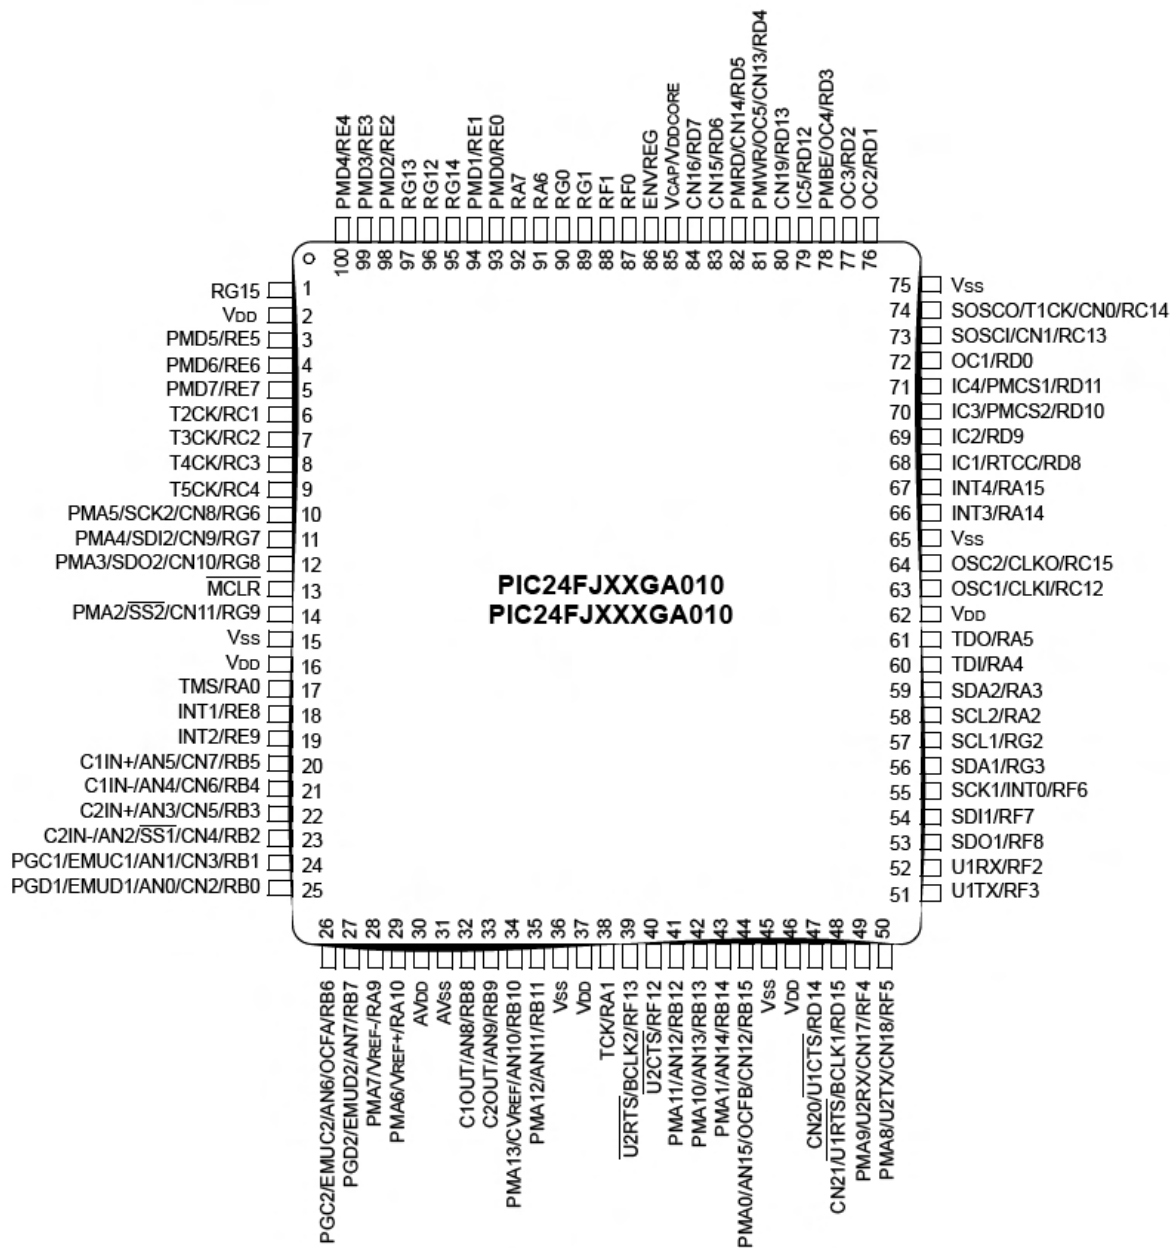 PMD4/RE4
PMD3/RE3
PMD2/RE2
RG13
RG12
RG14
PMD1/RE1
PMD0/RE0
RA7
RA6
RG0
RG1
RF1
RF0
ENVREG
VCAP/VDDCORE
CN16/RD7
CN15/RD6
PMRD/CN14/RD5
PMWR/OC5/CN13/RD4
CN19/RD13
IC5/RD12
PMBE/OC4/RD3
OC3/RD2
OC2/RD1
100
99
98
97
96
95
94
93
92
91
90
89
88
87
86
85
84
83
82
81
80
79
78
77
76
RG15 1
VDD 2
PMD5/RE5 3
PMD6/RE6 4
PMD7/RE7 5
T2CK/RC1 6
T3CK/RC2 7
T4CK/RC3 8
T5CK/RC4 9
PMA5/SCK2/CN8/RG6 10
PMA4/SDI2/CN9/RG7 11
PMA3/SDO2/CN10/RG8 12
MCLR 13
PMA2/SS2/CN11/RG9 14
VSS 15
VDD 16
TMS/RA0 17
INT1/RE8 18
INT2/RE9 19
C1IN+/AN5/CN7/RB5 20
C1IN-/AN4/CN6/RB4 21
C2IN+/AN3/CN5/RB3 22
C2IN-/AN2/SS1/CN4/RB2 23
PGC1/EMUC1/AN1/CN3/RB1 24
PGD1/EMUD1/AN0/CN2/RB0 25
PIC24FJXXGA010
PIC24FJXXXGA010
75 VSS
74 SOSCO/T1CK/CN0/RC14
73 SOSCI/CN1/RC13
72 OC1/RD0
71 IC4/PMCS1/RD11
70 IC3/PMCS2/RD10
69 IC2/RD9
68 IC1/RTCC/RD8
67 INT4/RA15
66 INT3/RA14
65 VSS
64 OSC2/CLKO/RC15
63 OSC1/CLKI/RC12
62 VDD
61 TDO/RA5
60 TDI/RA4
59 SDA2/RA3
58 SCL2/RA2
57 SCL1/RG2
56 SDA1/RG3
55 SCK1/INT0/RF6
54 SDI1/RF7
53 SDO1/RF8
52 U1RX/RF2
51 U1TX/RF3
26
27
28
29
30
31
32
33
34
35
36
37
38
39
40
41
42
43
44
45
46
47
48
49
50
PGC2/EMUC2/AN6/OCFA/RB6
PGD2/EMUD2/AN7/RB7
PMA7/VREF-/RA9
PMA6/VREF+/RA10
AVDD
AVSS
C1OUT/AN8/RB8
C2OUT/AN9/RB9
PMA13/CVREF/AN10/RB10
PMA12/AN11/RB11
VSS
VDD
TCK/RA1
U2RTS/BCLK2/RF13
U2CTS/RF12
PMA11/AN12/RB12
PMA10/AN13/RB13
PMA1/AN14/RB14
PMA0/AN15/OCFB/CN12/RB15
VSS
VDD
CN20/U1CTS/RD14
CN21/U1RTS/BCLK1/RD15
PMA9/U2RX/CN17/RF4
PMA8/U2TX/CN18/RF5